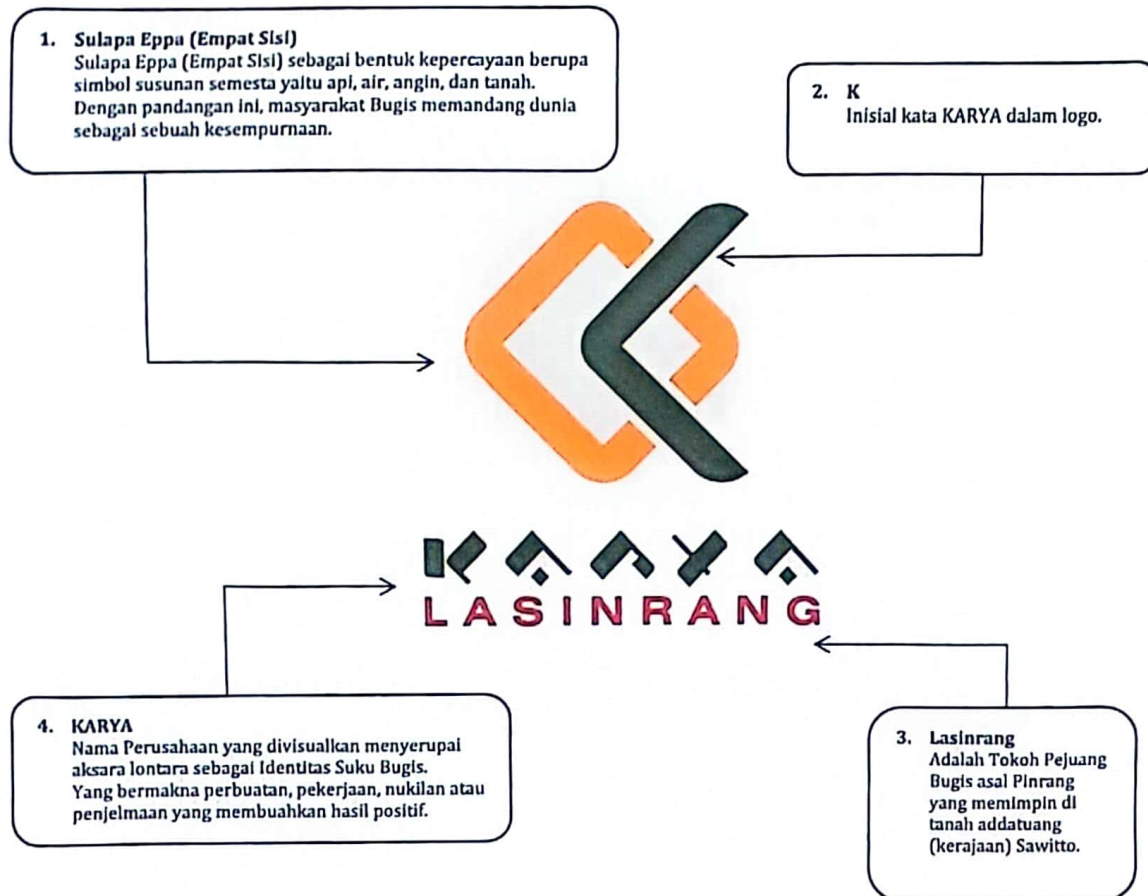 1. Sulapa Eppa (Empat Sisi)
Sulapa Eppa (Empat Sisi) sebagai bentuk kepercayaan berupa
simbol susunan semesta yaitu api, air, angin, dan tanah.
Dengan pandangan ini, masyarakat Bugis memandang dunia
sebagai sebuah kesempurnaan.
2. K
Inisial kata KARYA dalam logo.
KARYA
LASINRANG
4. KARYA
Nama Perusahaan yang divisualkan menyerupai
aksara lontara sebagai Identitas Suku Bugis.
Yang bermakna perbuatan, pekerjaan, nukilan atau
penjelmaan yang membuahkan hasil positif.
3. Lasinrang
Adalah Tokoh Pejuang
Bugis asal Pinrang
yang memimpin di
tanah addatuang
(kerajaan) Sawitto.